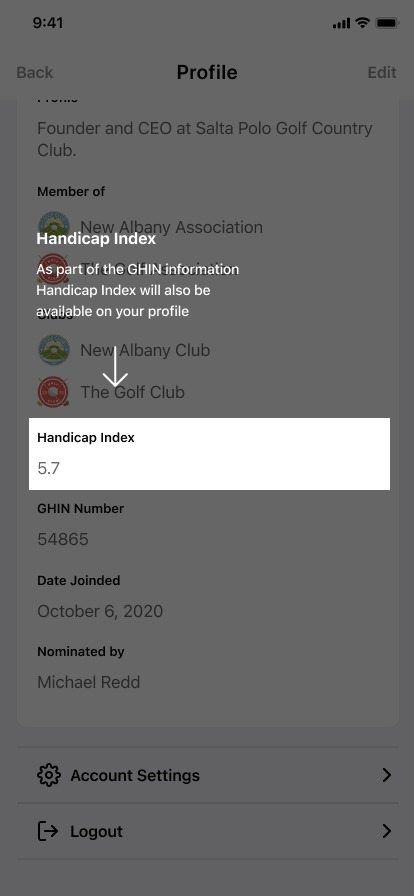 9:41
Back Profile Edit
Profile
Founder and CEO at Salta Polo Golf Country
Club.
Member of
New Albany Association
Handicap Index
The Golf Association
As part of the GHIN information
Handicap Index will also be
available on your profile
Clubs
New Albany Club
The Golf Club
Handicap Index
5.7
GHIN Number
54865
Date Joinded
October 6, 2020
Nominated by
Michael Redd
Account Settings
Logout